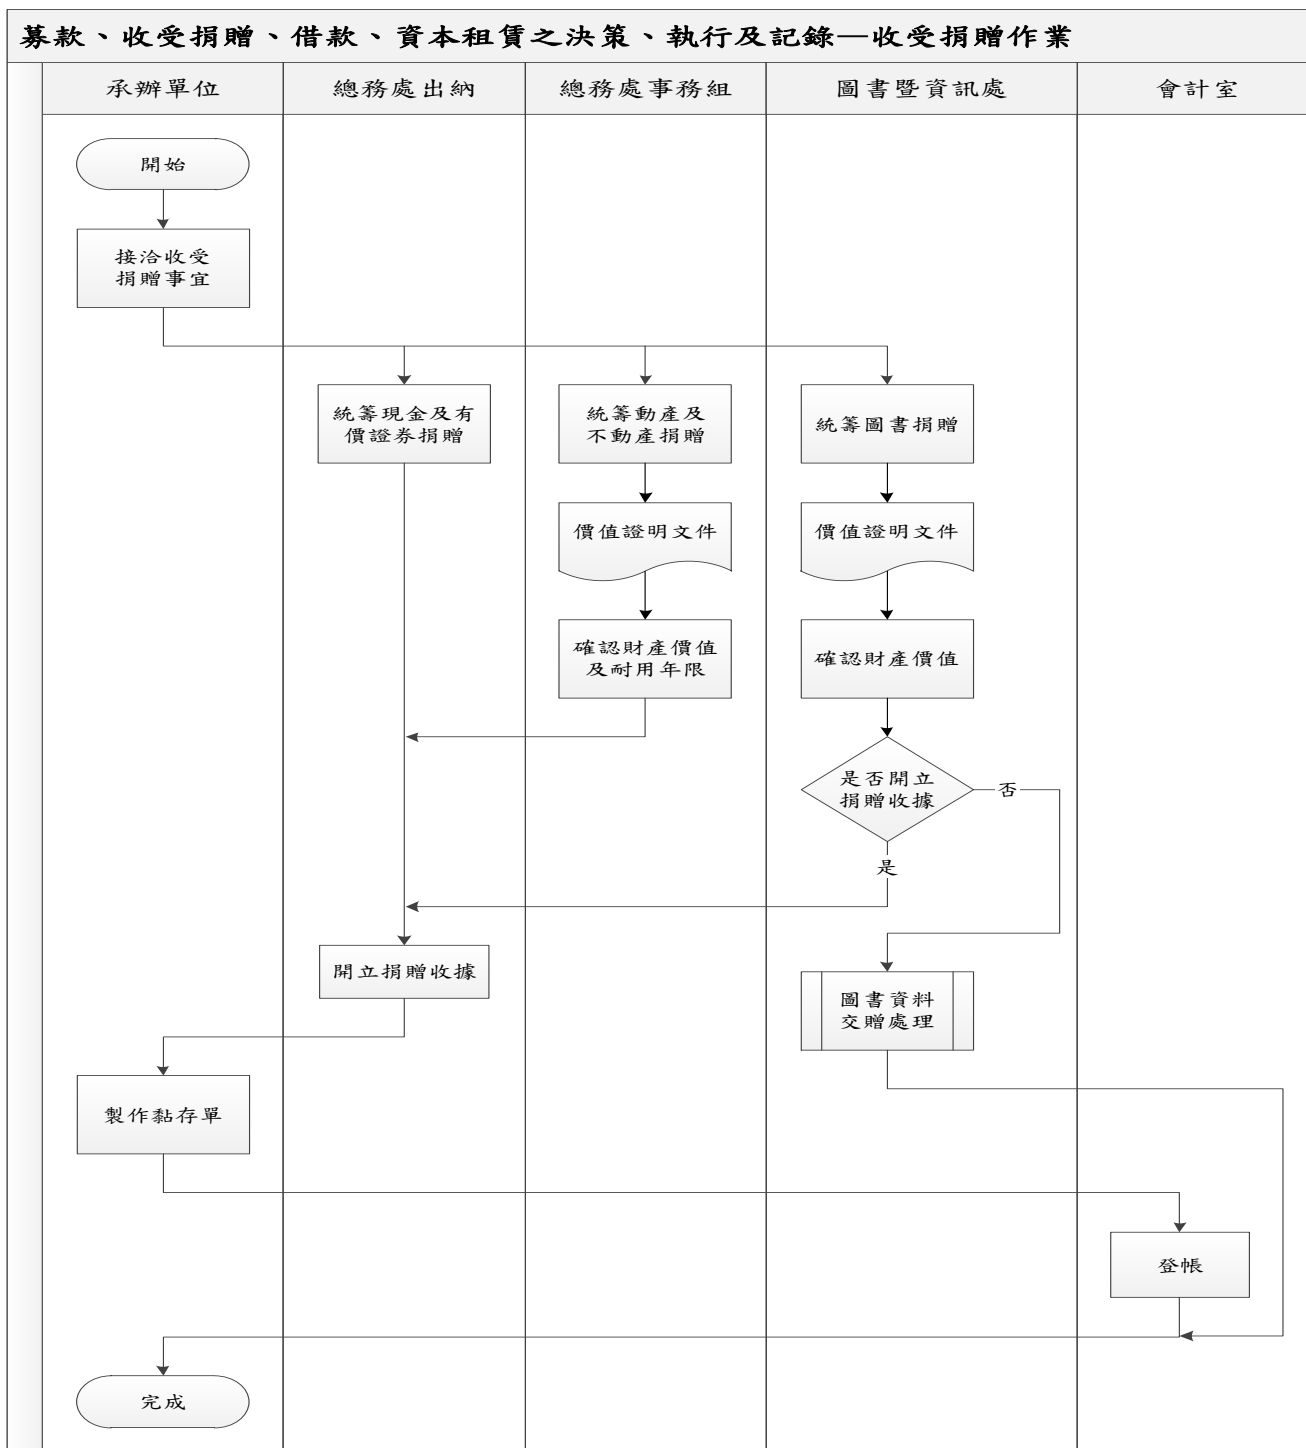 募款、收受捐贈、借款、資本租賃之決策、執行及記錄—收受捐贈作業
承辦單位
總務處出納
總務處事務組
圖書暨資訊處
會計室
開始
接洽收受
捐贈事宜
統籌現金及有
價證券捐贈
統籌動產及
不動產捐贈
統籌圖書捐贈
價值證明文件
價值證明文件
確認財產價值
及耐用年限
確認財產價值
是否開立
捐贈收據
否
是
開立捐贈收據
圖書資料
交贈處理
製作黏存單
登帳
完成